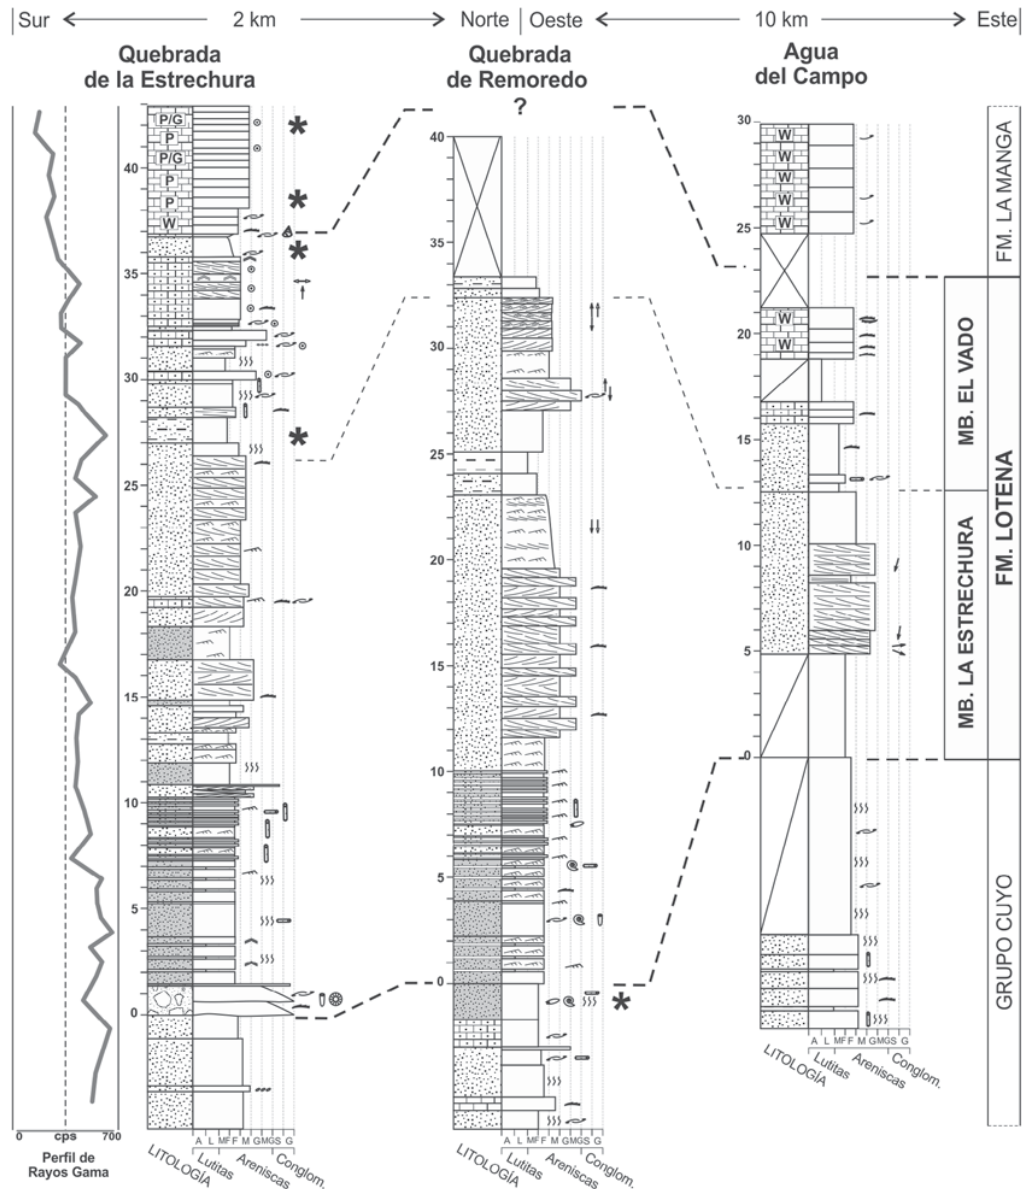 Sur 2 km Norte Oeste 10 km Este
Quebrada
de la Estrechura
Quebrada
de Remoredo
Agua
del Campo
?
P/G
P
P/G
P
P
W
40
35
30
25
20
15
10
5
0
40
35
30
25
20
15
10
5
0
30
25
20
15
10
5
0
W
W
W
W
W
W
*
*
*
*
*
FM. LA MANGA
MB. EL VADO
MB. LA ESTRECHURA
FM. LOTENA
GRUPO CUYO
0 cps 700
Perfil de
Rayos Gama
A L MF F M G MG S G
LITOLOGÍA
Lutitas
Areniscas
Conglom.
A L MF F M G MG S G
LITOLOGÍA
Lutitas
Areniscas
Conglom.
A L MF F M G MG S G
LITOLOGÍA
Lutitas
Areniscas
Conglom.